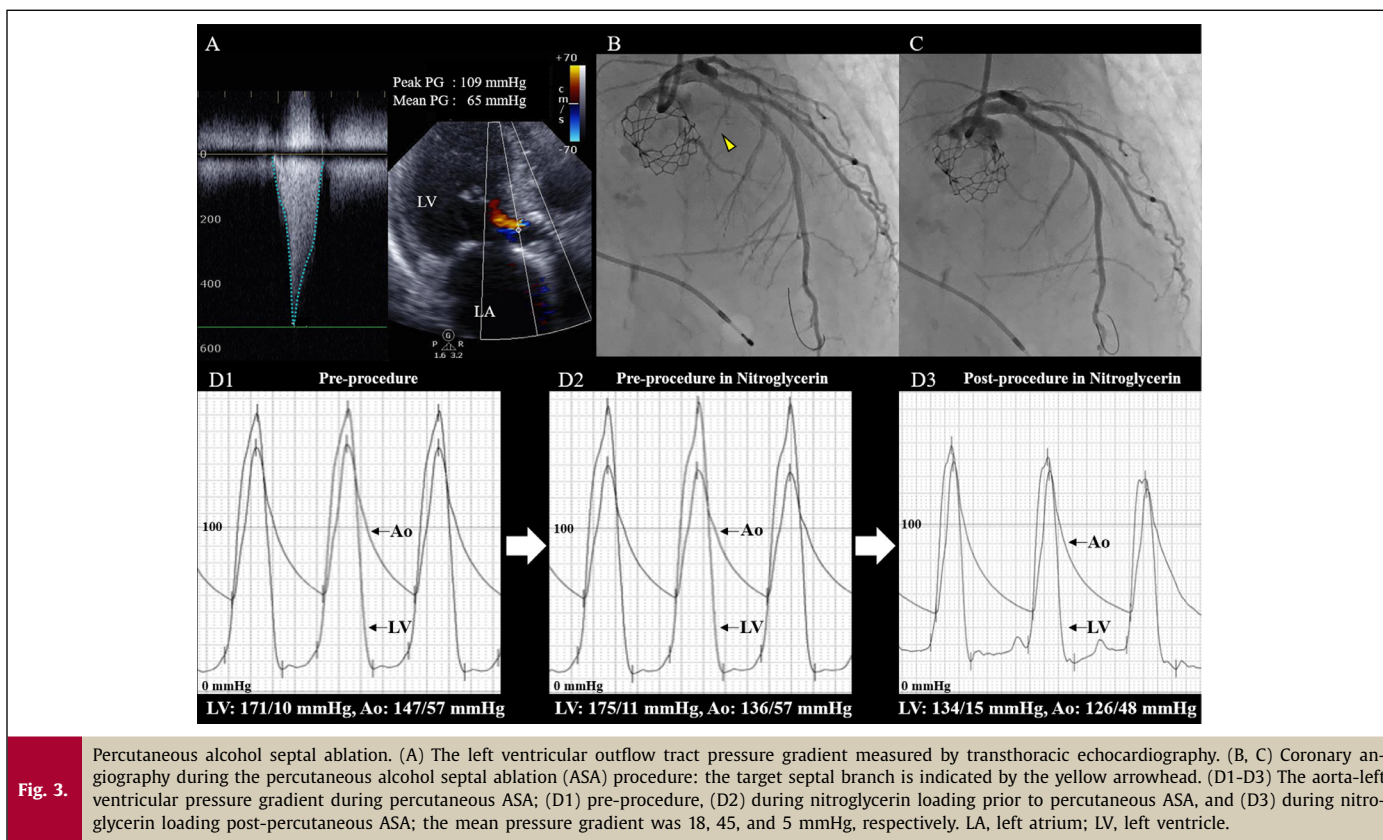 A
B
C
Peak PG : 109 mmHg
Mean PG : 65 mmHg
+70
c
m
/
s
-70
0
200
400
600
LV
LA
G
P R
1.6 3.2
D1 Pre-procedure
100
Ao
LV
0 mmHg
LV: 171/10 mmHg, Ao: 147/57 mmHg
D2 Pre-procedure in Nitroglycerin
100
Ao
LV
0 mmHg
LV: 175/11 mmHg, Ao: 136/57 mmHg
D3 Post-procedure in Nitroglycerin
100
Ao
LV
0 mmHg
LV: 134/15 mmHg, Ao: 126/48 mmHg
Fig. 3.
Percutaneous alcohol septal ablation. (A) The left ventricular outflow tract pressure gradient measured by transthoracic echocardiography. (B, C) Coronary an-
giography during the percutaneous alcohol septal ablation (ASA) procedure: the target septal branch is indicated by the yellow arrowhead. (D1-D3) The aorta-left
ventricular pressure gradient during percutaneous ASA; (D1) pre-procedure, (D2) during nitroglycerin loading prior to percutaneous ASA, and (D3) during nitro-
glycerin loading post-percutaneous ASA; the mean pressure gradient was 18, 45, and 5 mmHg, respectively. LA, left atrium; LV, left ventricle.